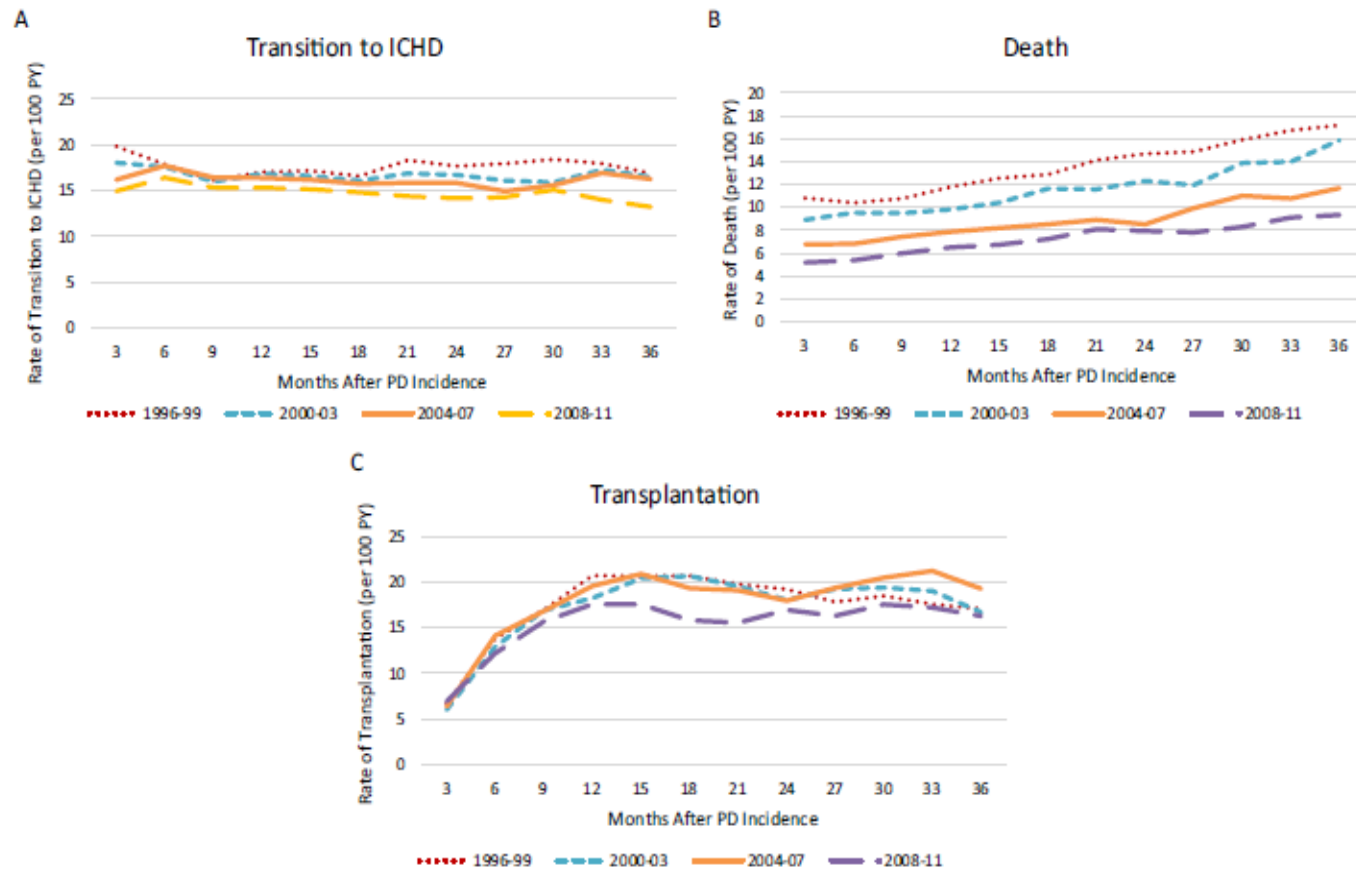 A
Transition to ICHD
Rate of Transition to ICHD (per 100 PY)
25
20
15
10
5
0
3 6 9 12 15 18 21 24 27 30 33 36
Months After PD Incidence
1996-99 2000-03 2004-07 2008-11
B
Death
Rate of Death (per 100 PY)
20
18
16
14
12
10
8
6
4
2
0
3 6 9 12 15 18 21 24 27 30 33 36
Months After PD Incidence
1996-99 2000-03 2004-07 2008-11
C
Transplantation
Rate of Transplantation (per 100 PY)
25
20
15
10
5
0
3 6 9 12 15 18 21 24 27 30 33 36
Months After PD Incidence
1996-99 2000-03 2004-07 2008-11